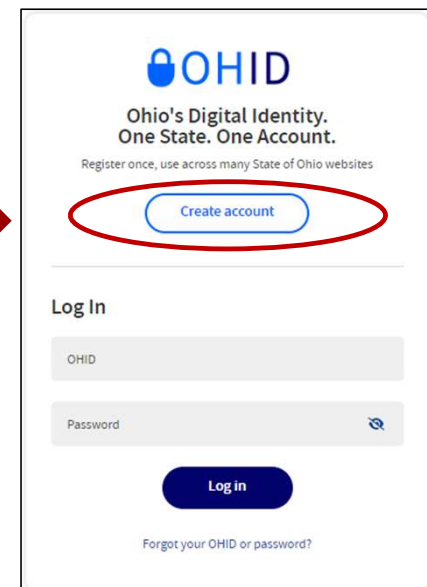 OHID
Ohio's Digital Identity.
One State. One Account.
Register once, use across many State of Ohio websites
Create account
Log In
OHID
Password
Log in
Forgot your OHID or password?